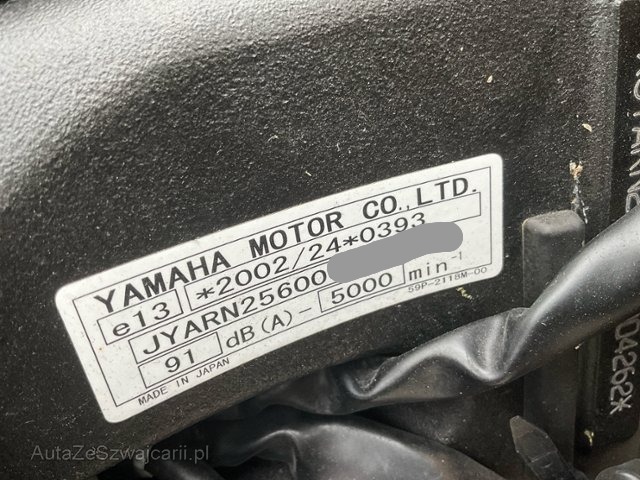 YAMAHA MOTOR CO.,LTD.
e13 *2002/24*0393
JYARN25600
91 dB(A)- 5000 min-1
MADE IN JAPAN 59P-2118M-00
D42682*
AutaZeSzwajcarii.pl